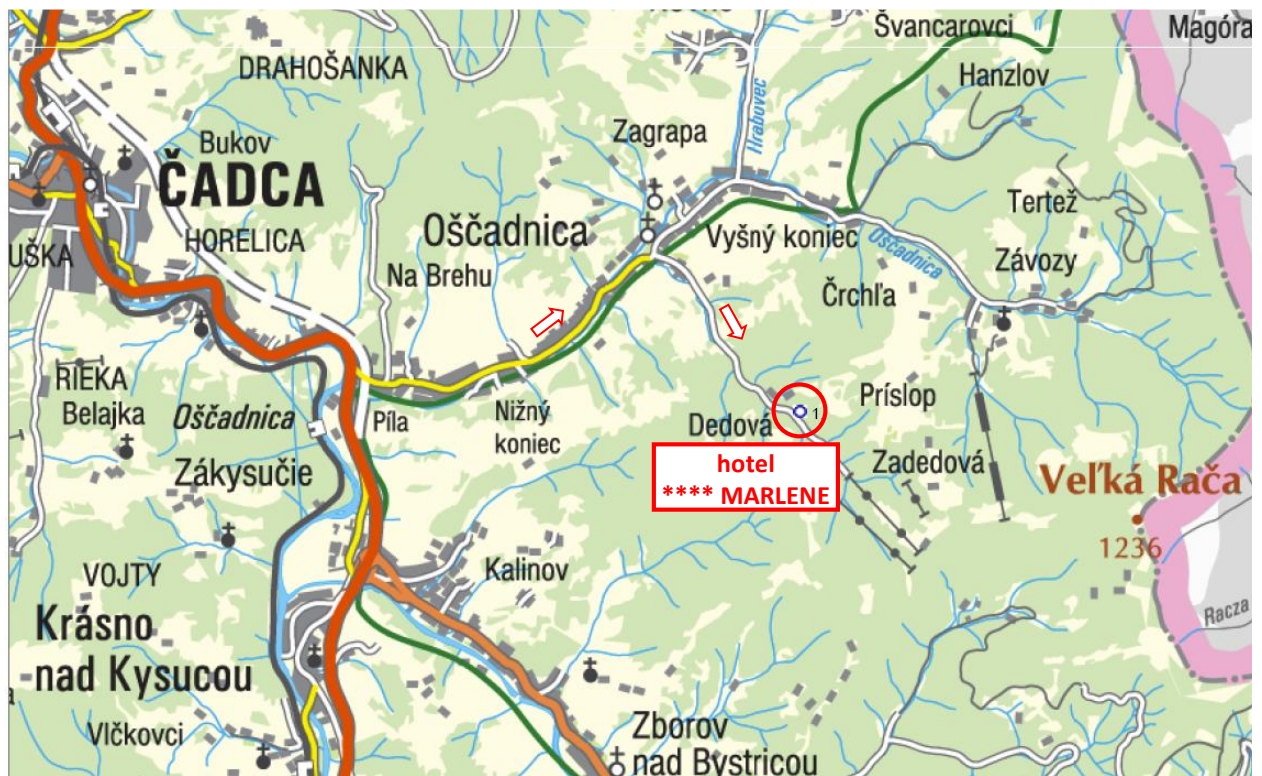 Švancarovci
Magóra
DRAHOŠANKA
Hanzlov
Bukov
Zagrapa
Hrabovec
ČADCA
Tertež
Oščadnica
HORELICA
Vyšný koniec
Oščadnica
UŠKA
Na Brehu
Závozy
Črchľa
RIEKA
Belajka
Oščadnica
Píla
Nižný
koniec
Dedová
1
Príslop
hotel
**** MARLENE
Zadedová
Zákysučie
Veľká Rača
1236
VOJTY
Kalinov
Krásno
nad Kysucou
Racza
Vlčkovci
Zborov
nad Bystricou